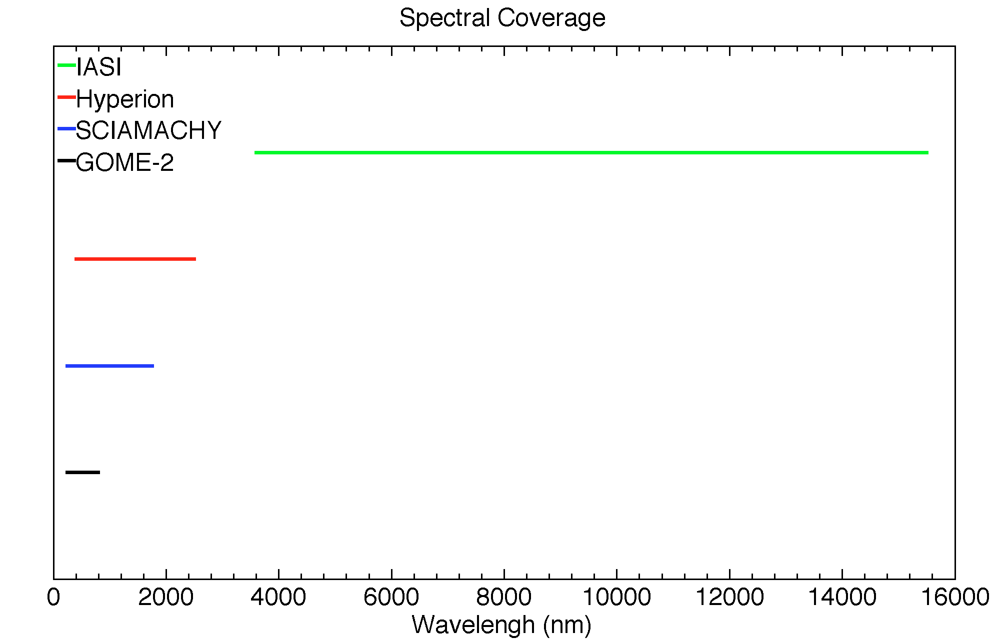 Spectral Coverage
IASI
Hyperion
SCIAMACHY
GOME-2
0 2000 4000 6000 8000 10000 12000 14000 16000
Wavelengh (nm)